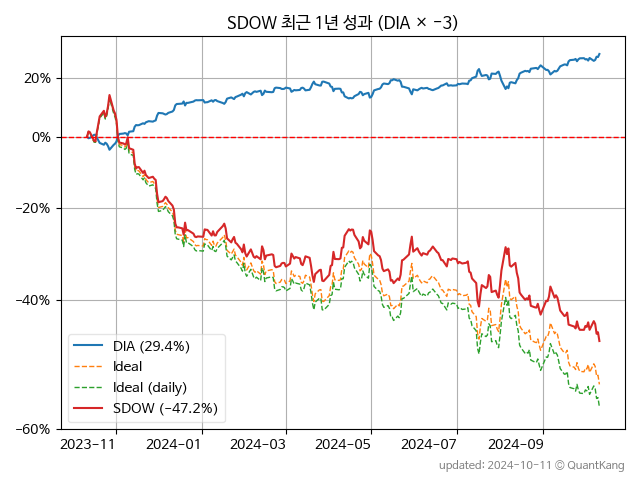 SDOW 최근 1년 성과 (DIA × −3)
20%
0%
−20%
−40%
−60%
DIA (29.4%)
Ideal
Ideal (daily)
SDOW (−47.2%)
2023-11
2024-01
2024-03
2024-05
2024-07
2024-09
updated: 2024-10-11 © QuantKang